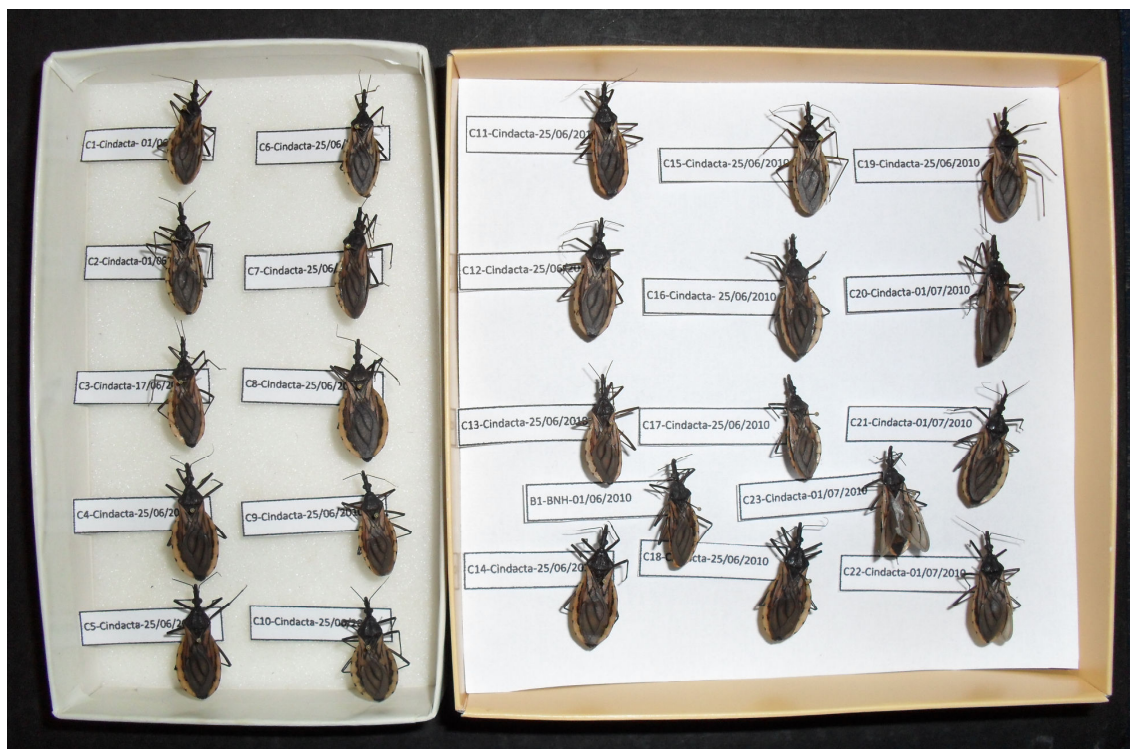 C1-Cindacta- 01/06
C6-Cindacta-25/06/
C2-Cindacta-01/06
C7-Cindacta-25/06/
C3-Cindacta-17/06/20
C8-Cindacta-25/06/20
C4-Cindacta-25/06/20
C9-Cindacta-25/06/2010
C5-Cindacta-25/06/20
C10-Cindacta-25/06/20
C11-Cindacta-25/06/201
C15-Cindacta-25/06/2010
C19-Cindacta-25/06/2010
C12-Cindacta-25/06/201
C16-Cindacta- 25/06/2010
C20-Cindacta-01/07/2010
C13-Cindacta-25/06/2010
C17-Cindacta-25/06/2010
C21-Cindacta-01/07/2010
B1-BNH-01/06/2010
C23-Cindacta-01/07/2010
C14-Cindacta-25/06/20
C18-Cindacta-25/06/2010
C22-Cindacta-01/07/2010